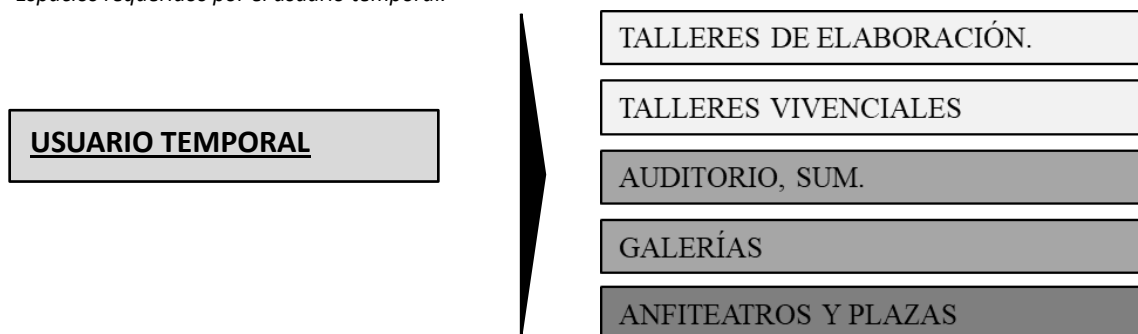 Espacios requeridos por el usuario temporal.
USUARIO TEMPORAL
TALLERES DE ELABORACIÓN.
TALLERES VIVENCIALES
AUDITORIO, SUM.
GALERÍAS
ANFITEATROS Y PLAZAS